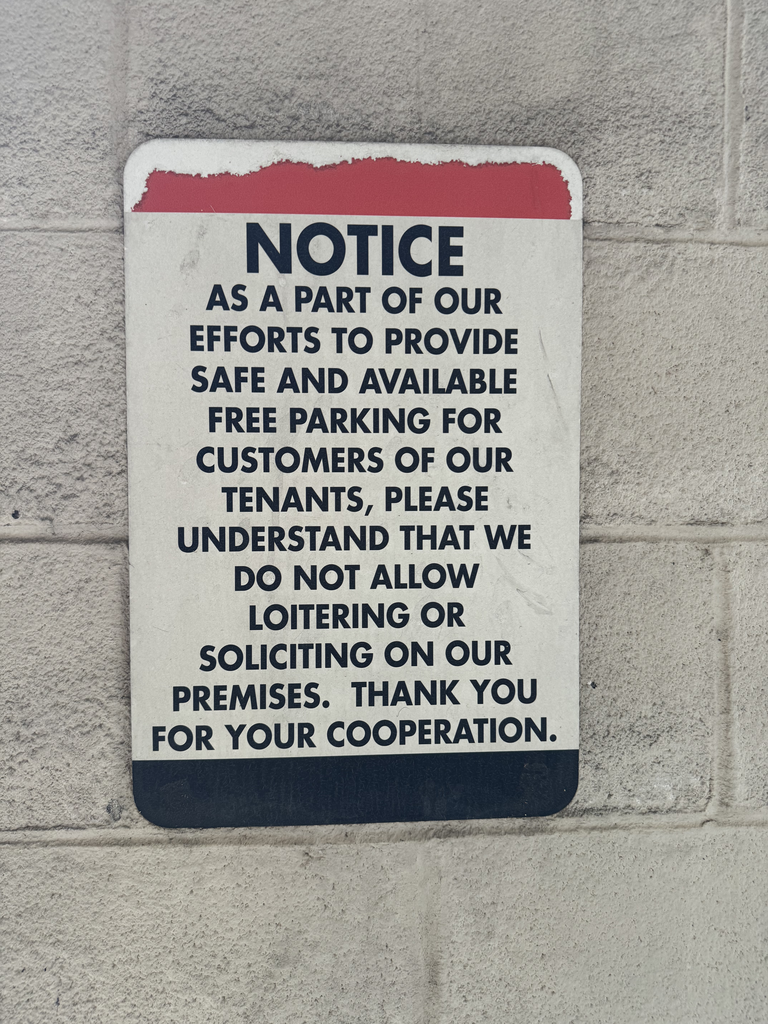 NOTICE
AS A PART OF OUR
EFFORTS TO PROVIDE
SAFE AND AVAILABLE
FREE PARKING FOR
CUSTOMERS OF OUR
TENANTS, PLEASE
UNDERSTAND THAT WE
DO NOT ALLOW
LOITERING OR
SOLICITING ON OUR
PREMISES.  THANK YOU
FOR YOUR COOPERATION.